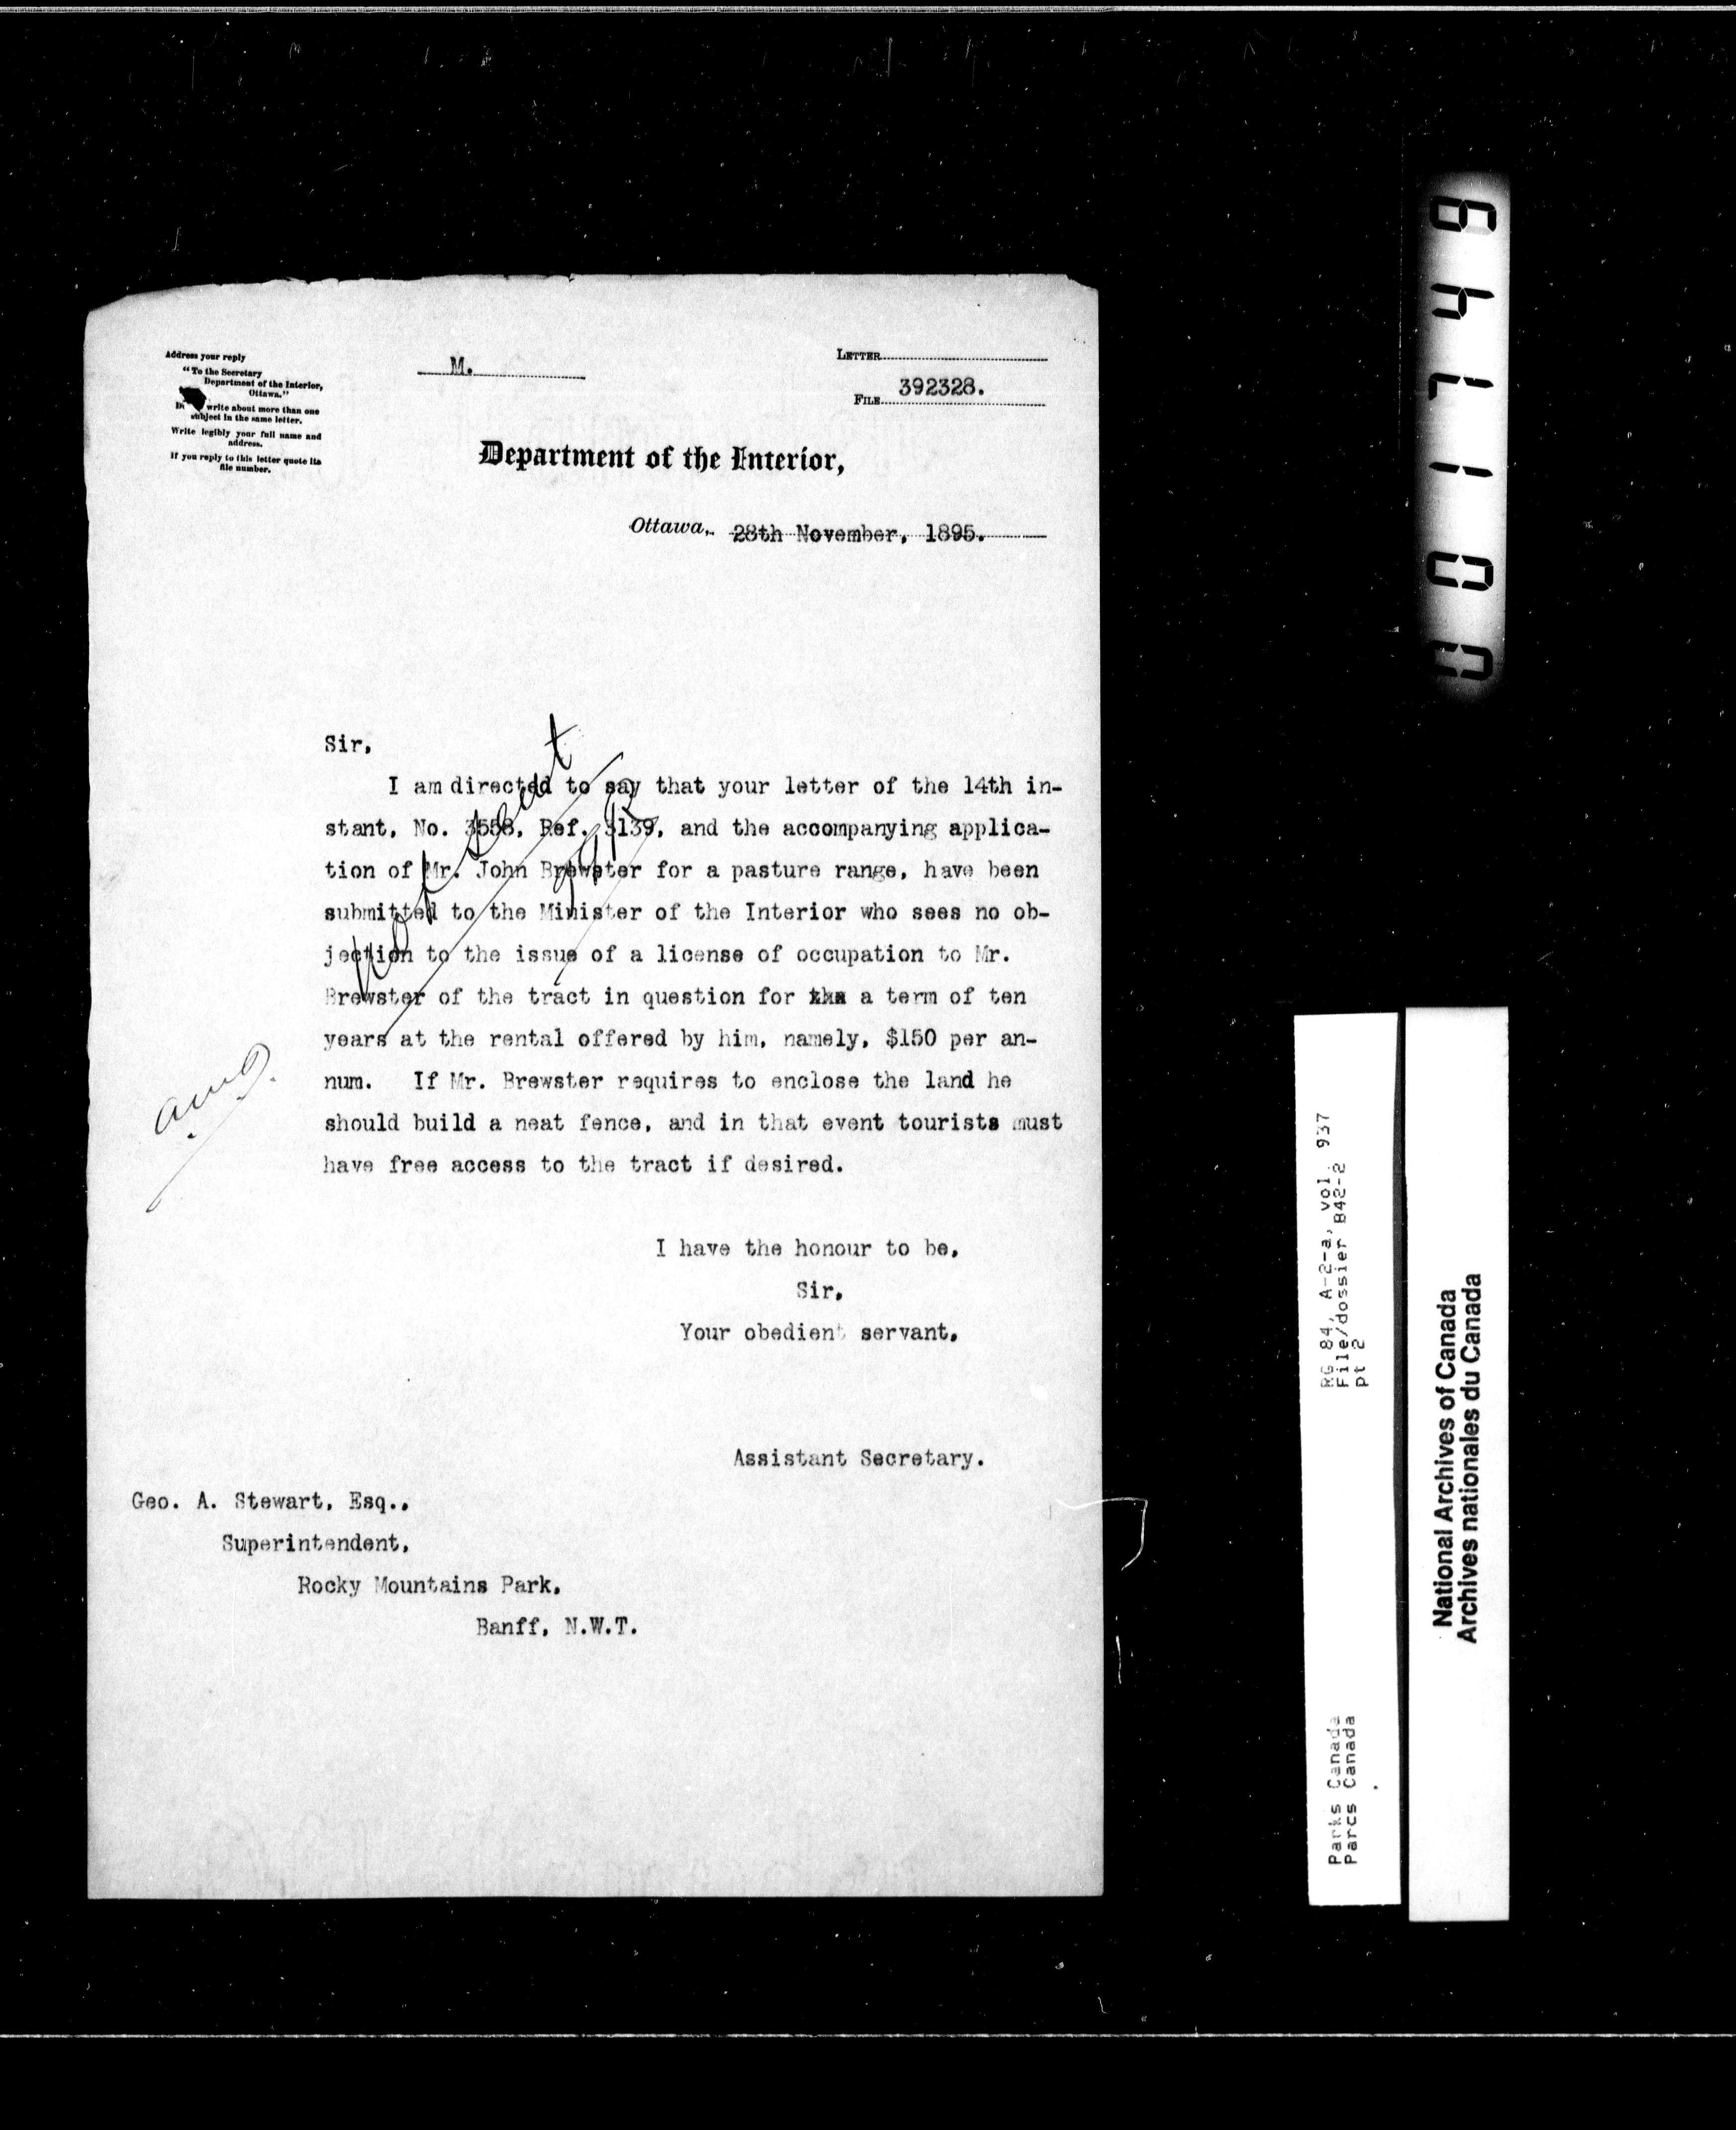 Address your reply
"To the Secretary
Department of the Interior,
Ottawa."
write about more than one
subject in the same letter.
Write legibly your full name and
address.
If you reply to this letter quote its
file number.
M.
LETTER
FILE 392328.
Department of the Interior,
Ottawa, 28th November, 1895.
Not sent
Sir,
I am directed to say that your letter of the 14th in-
stant, No. 3558, Ref. 3139, and the accompanying applica-
tion of Mr. John Brewster for a pasture range, have been
submitted to the Minister of the Interior who sees no ob-
jection to the issue of a license of occupation to Mr.
Brewster of the tract in question for a term of ten
years at the rental offered by him, namely, $150 per an-
num. If Mr. Brewster requires to enclose the land he
should build a neat fence, and in that event tourists must
have free access to the tract if desired.
I have the honour to be,
Sir,
Your obedient servant,
Assistant Secretary.
Geo. A. Stewart, Esq.,
Superintendent,
Rocky Mountains Park,
Banff, N.W.T.
RG 84, A-2-a, vol. 937
File/dossier B42-2
pt 2
Parks Canada
Parcs Canada
National Archives of Canada
Archives nationales du Canada